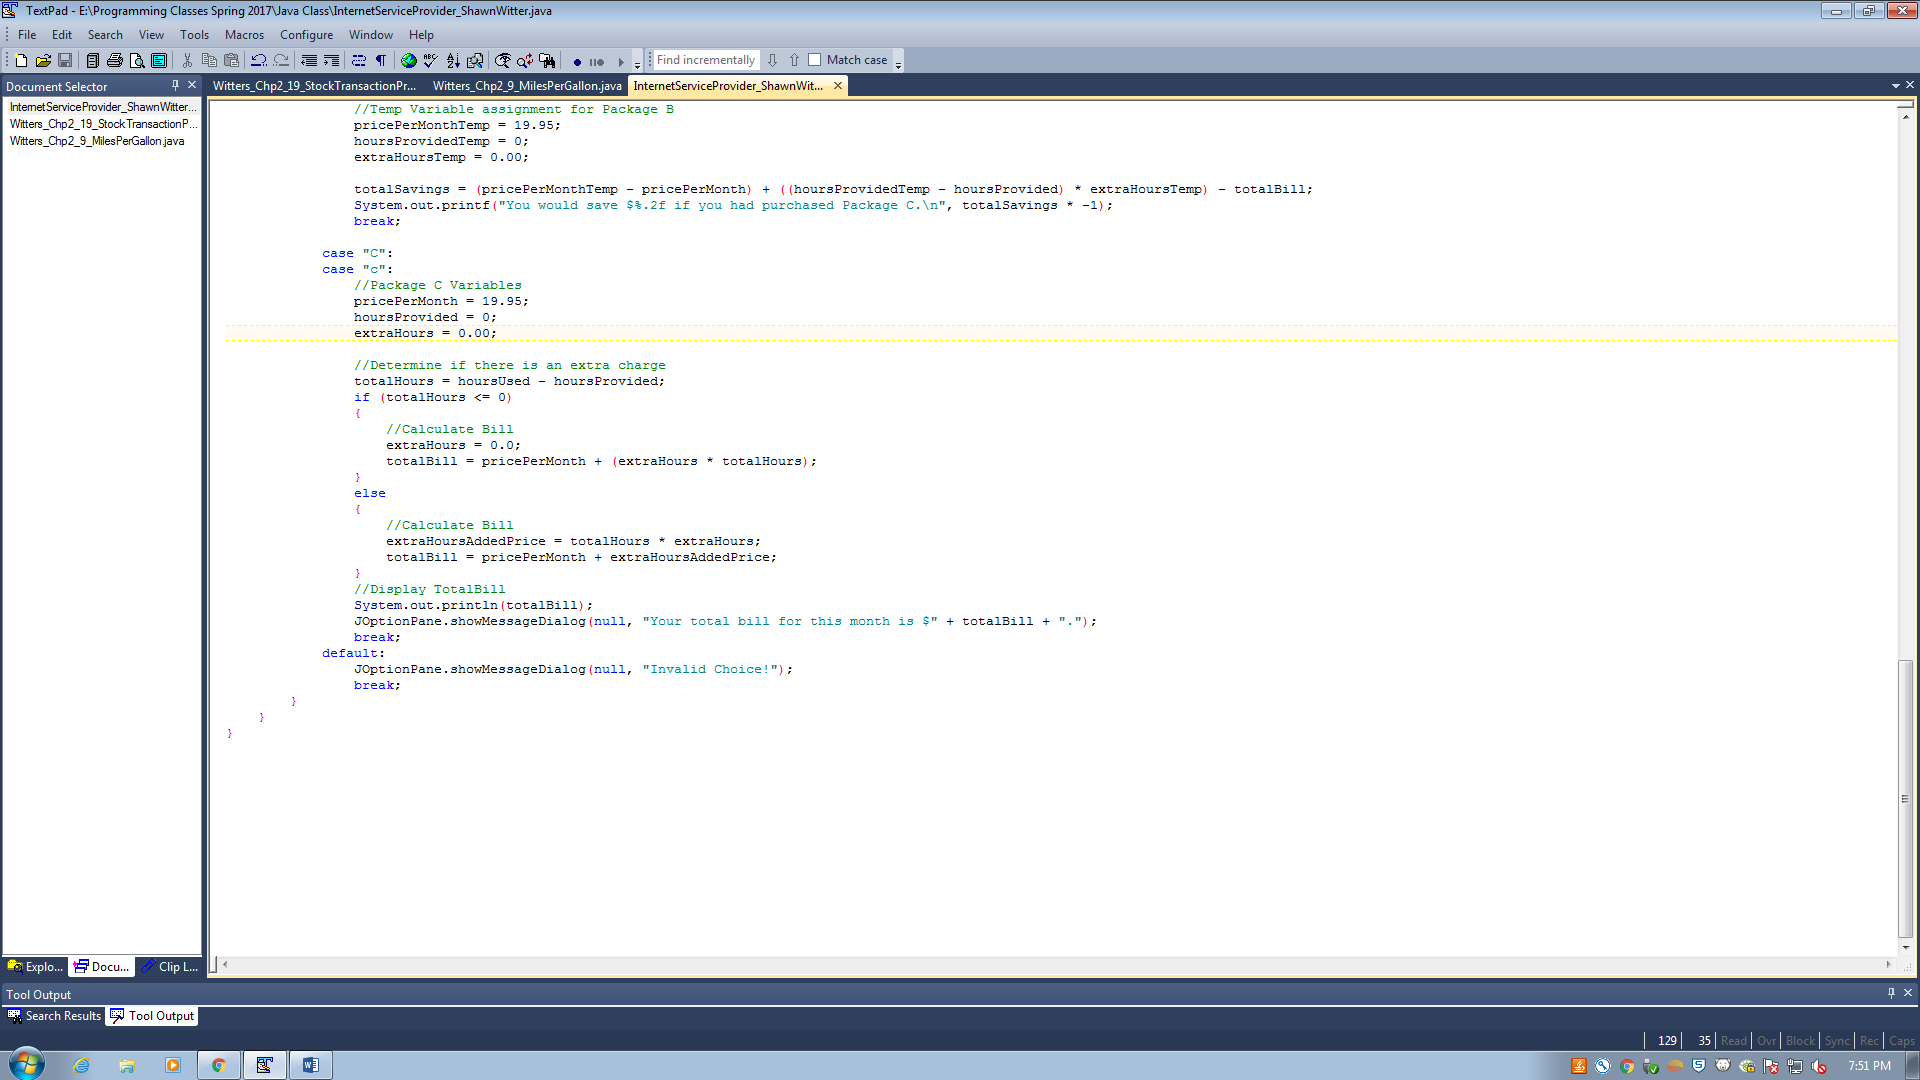 TextPad - E:\Programming Classes Spring 2017\Java Class\InternetServiceProvider_ShawnWitter.java
File Edit Search View Tools Macros Configure Window Help
Find incrementally Match case
Document Selector
InternetServiceProvider_ShawnWitter...
Witters_Chp2_19_StockTransactionP...
Witters_Chp2_9_MilesPerGallon.java
Witters_Chp2_19_StockTransactionPr... Witters_Chp2_9_MilesPerGallon.java InternetServiceProvider_ShawnWit...
//Temp Variable assignment for Package B
pricePerMonthTemp = 19.95;
hoursProvidedTemp = 0;
extraHoursTemp = 0.00;
totalSavings = (pricePerMonthTemp - pricePerMonth) + ((hoursProvidedTemp - hoursProvided) * extraHoursTemp) - totalBill;
System.out.printf("You would save $%.2f if you had purchased Package C.\n", totalSavings * -1);
break;
case "C":
case "c":
//Package C Variables
pricePerMonth = 19.95;
hoursProvided = 0;
extraHours = 0.00;
//Determine if there is an extra charge
totalHours = hoursUsed - hoursProvided;
if (totalHours <= 0)
{
//Calculate Bill
extraHours = 0.0;
totalBill = pricePerMonth + (extraHours * totalHours);
}
else
{
//Calculate Bill
extraHoursAddedPrice = totalHours * extraHours;
totalBill = pricePerMonth + extraHoursAddedPrice;
}
//Display TotalBill
System.out.println(totalBill);
JOptionPane.showMessageDialog(null, "Your total bill for this month is $" + totalBill + ".");
break;
default:
JOptionPane.showMessageDialog(null, "Invalid Choice!");
break;
}
}
}
Explo... Docu... Clip L...
Tool Output
Search Results Tool Output
129 35 Read Ovr Block Sync Rec Caps
7:51 PM